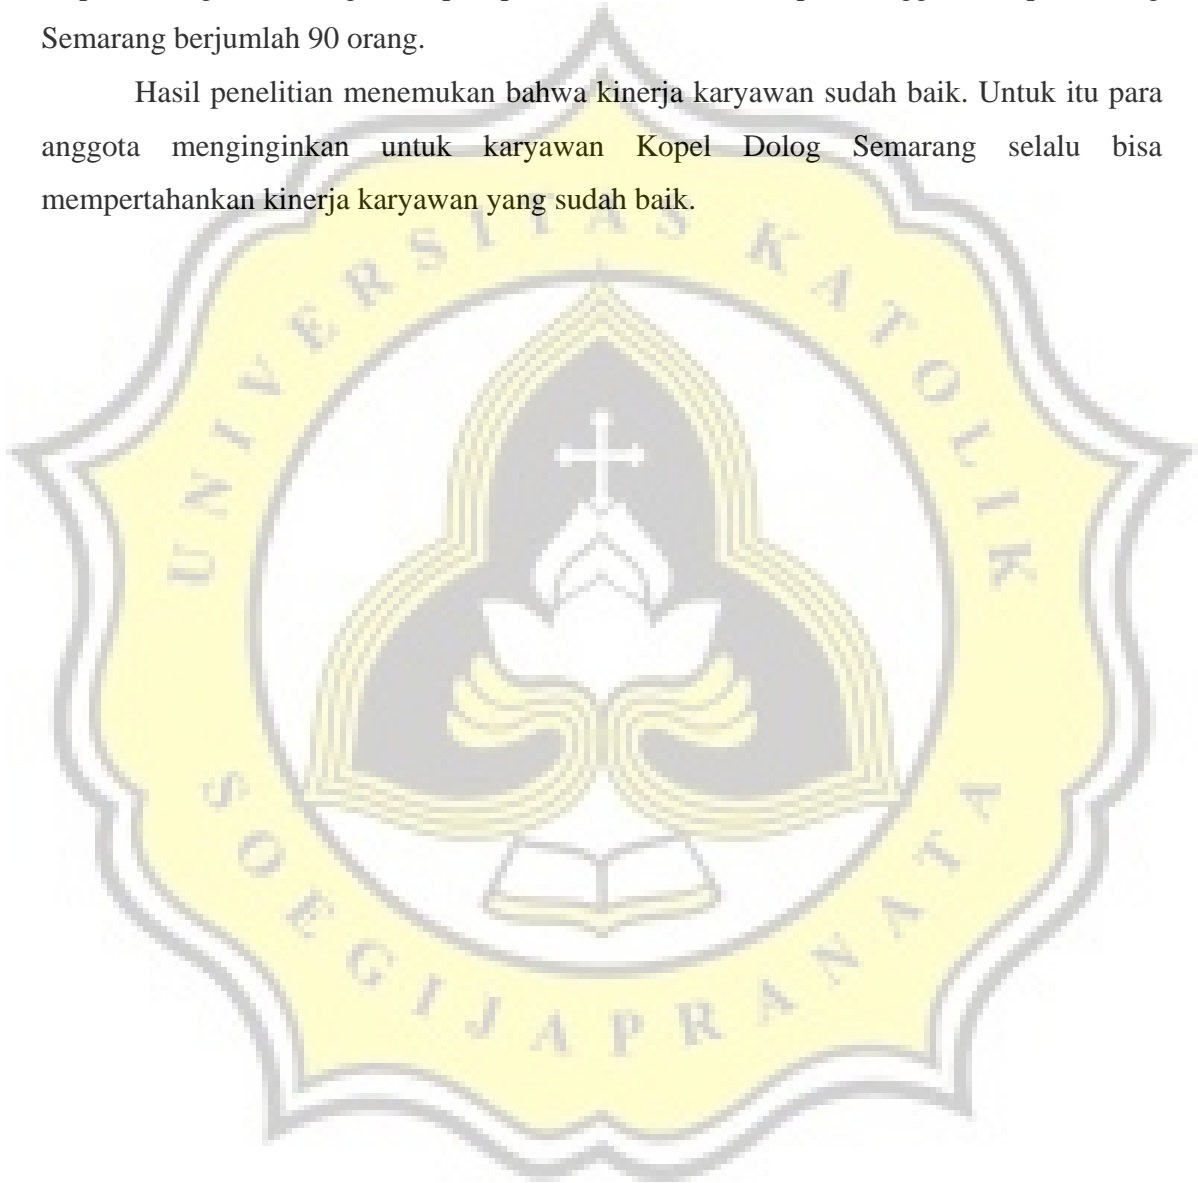 Semarang berjumlah 90 orang.
Hasil penelitian menemukan bahwa kinerja karyawan sudah baik. Untuk itu para
anggota menginginkan untuk karyawan Kopel Dolog Semarang selalu bisa
mempertahankan kinerja karyawan yang sudah baik.
UNIVERSITAS KATOLIK
SOEGIJAPRANATA